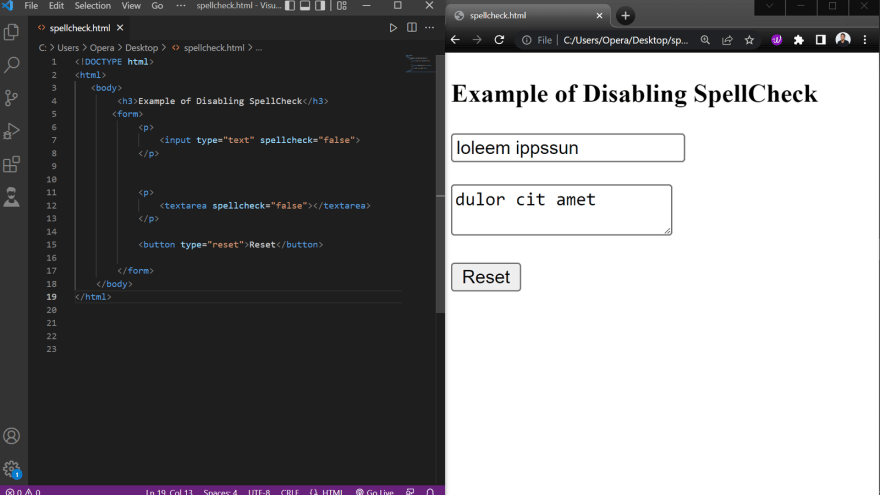 File Edit Selection View Go ··· spellcheck.html - Visu...
<> spellcheck.html ×
C: > Users > Opera > Desktop > <> spellcheck.html > ...
1 <!DOCTYPE html>
2 <html>
3 <body>
4 <h3>Example of Disabling SpellCheck</h3>
5 <form>
6 <p>
7 <input type="text" spellcheck="false">
8 </p>
9
10
11 <p>
12 <textarea spellcheck="false"></textarea>
13 </p>
14
15 <button type="reset">Reset</button>
16
17 </form>
18 </body>
19 </html>
20
21
22
23
1
0 0 Ln 19, Col 13 Spaces: 4 UTF-8 CRLF HTML Go Live
spellcheck.html
File | C:/Users/Opera/Desktop/sp...
Example of Disabling SpellCheck
loleem ippssun
dulor cit amet
Reset